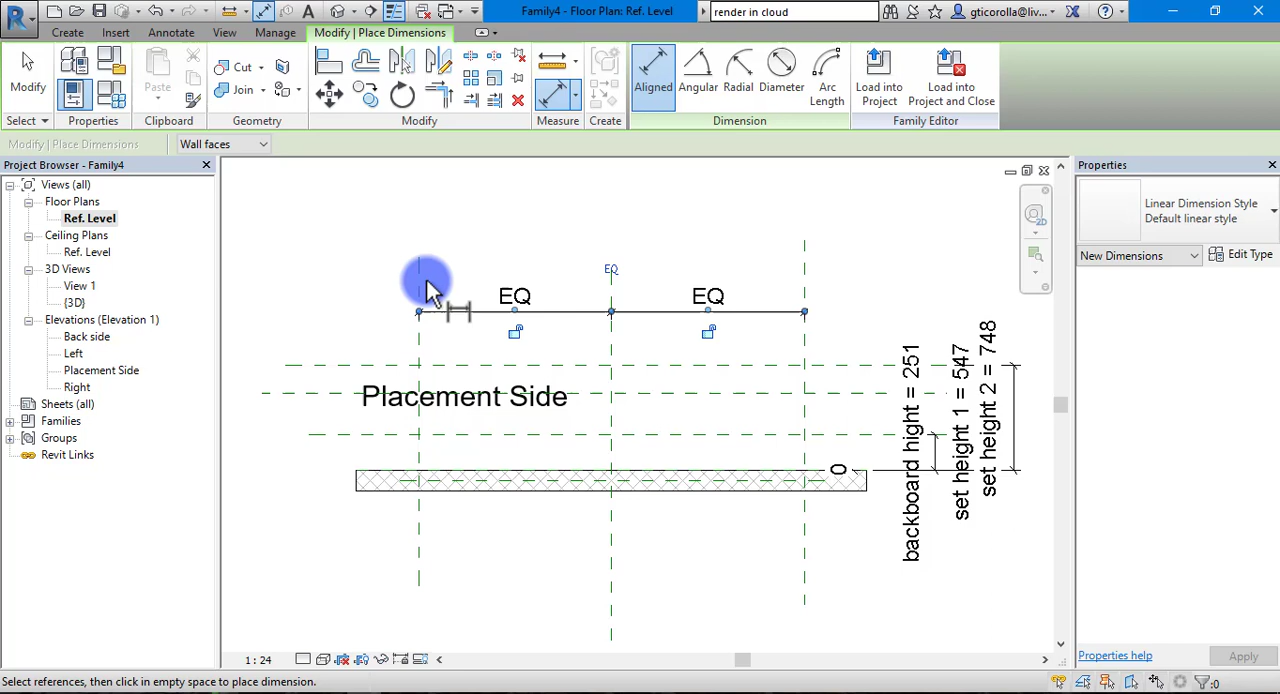 Family4 - Floor Plan: Ref. Level
render in cloud
gticorolla@liv...
Create
Insert
Annotate
View
Manage
Modify | Place Dimensions
Modify
Paste
Cut
Join
Aligned
Angular
Radial
Diameter
Arc
Length
Load into
Project
Load into
Project and Close
Select
Properties
Clipboard
Geometry
Modify
Measure
Create
Dimension
Family Editor
Modify | Place Dimensions
Wall faces
Project Browser - Family4
Views (all)
Floor Plans
Ref. Level
Ceiling Plans
Ref. Level
3D Views
View 1
{3D}
Elevations (Elevation 1)
Back side
Left
Placement Side
Right
Sheets (all)
Families
Groups
Revit Links
EQ
EQ
EQ
Placement Side
O
backboard hight = 251
set height 1 = 547
set height 2 = 748
2D
Properties
Linear Dimension Style
Default linear style
New Dimensions
Edit Type
Properties help
Apply
1 : 24
Select references, then click in empty space to place dimension.
:0